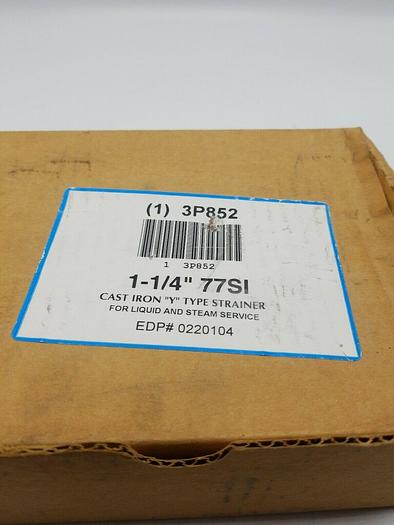 (1) 3P852
1 3P852
1-1/4" 77SI
CAST IRON "Y" TYPE STRAINER
FOR LIQUID AND STEAM SERVICE
EDP# 0220104